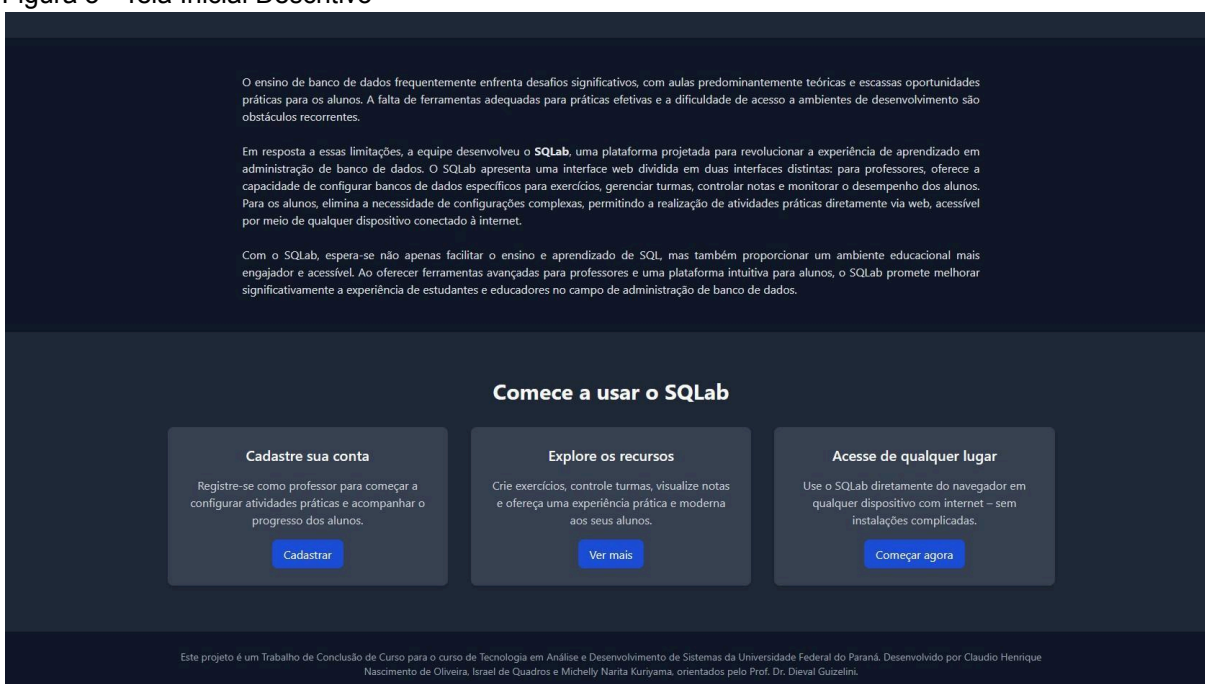 Figura 3 - Tela Inicial Descritivo
O ensino de banco de dados frequentemente enfrenta desafios significativos, com aulas predominantemente teóricas e escassas oportunidades
práticas para os alunos. A falta de ferramentas adequadas para práticas efetivas e a dificuldade de acesso a ambientes de desenvolvimento são
obstáculos recorrentes.
Em resposta a essas limitações, a equipe desenvolveu o SQLab, uma plataforma projetada para revolucionar a experiência de aprendizado em
administração de banco de dados. O SQLab apresenta uma interface web dividida em duas interfaces distintas: para professores, oferece a
capacidade de configurar bancos de dados específicos para exercícios, gerenciar turmas, controlar notas e monitorar o desempenho dos alunos.
Para os alunos, elimina a necessidade de configurações complexas, permitindo a realização de atividades práticas diretamente via web, acessível
por meio de qualquer dispositivo conectado à internet.
Com o SQLab, espera-se não apenas facilitar o ensino e aprendizado de SQL, mas também proporcionar um ambiente educacional mais
engajador e acessível. Ao oferecer ferramentas avançadas para professores e uma plataforma intuitiva para alunos, o SQLab promete melhorar
significativamente a experiência de estudantes e educadores no campo de administração de banco de dados.
Comece a usar o SQLab
Cadastre sua conta
Registre-se como professor para começar a
configurar atividades práticas e acompanhar o
progresso dos alunos.
Cadastrar
Explore os recursos
Crie exercícios, controle turmas, visualize notas
e ofereça uma experiência prática e moderna
aos seus alunos.
Ver mais
Acesse de qualquer lugar
Use o SQLab diretamente do navegador em
qualquer dispositivo com internet – sem
instalações complicadas.
Começar agora
Este projeto é um Trabalho de Conclusão de Curso para o curso de Tecnologia em Análise e Desenvolvimento de Sistemas da Universidade Federal do Paraná. Desenvolvido por Claudio Henrique
Nascimento de Oliveira, Israel de Quadros e Michelly Narita Kuriyama, orientados pelo Prof. Dr. Dieval Guizelini.